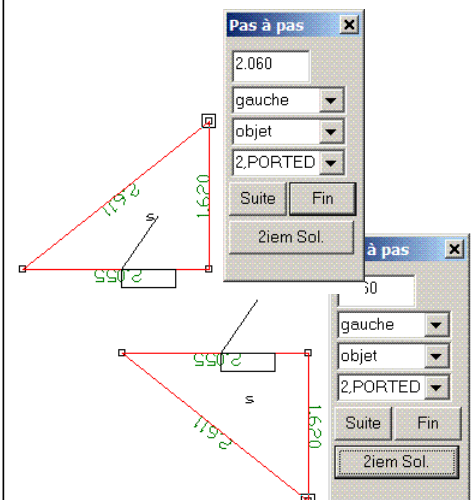 Pas à pas
2.060
gauche
objet
2,PORTED
Suite Fin
2iem Sol.
2.611
1.620
s
2.055
à pas
60
gauche
objet
2,PORTED
Suite Fin
2iem Sol.
2.055
s
2.611
1.620